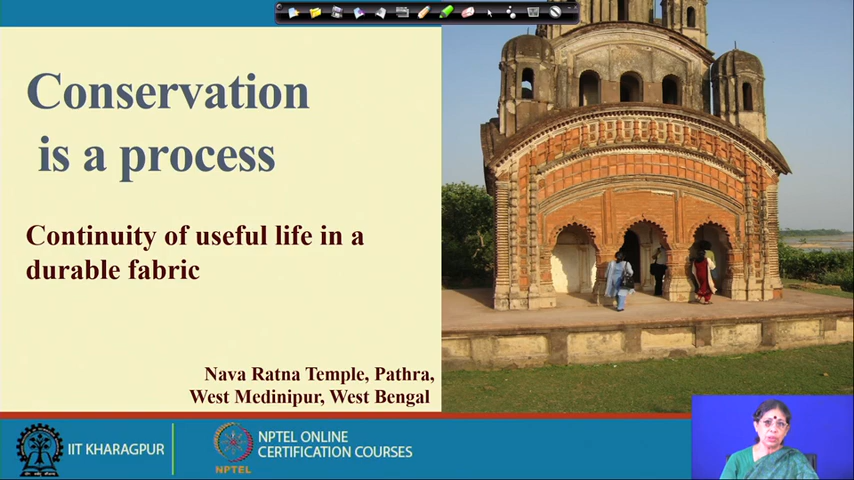 Conservation
is a process
Continuity of useful life in a
durable fabric
Nava Ratna Temple, Pathra,
West Medinipur, West Bengal
IIT KHARAGPUR
NPTEL
NPTEL ONLINE
CERTIFICATION COURSES